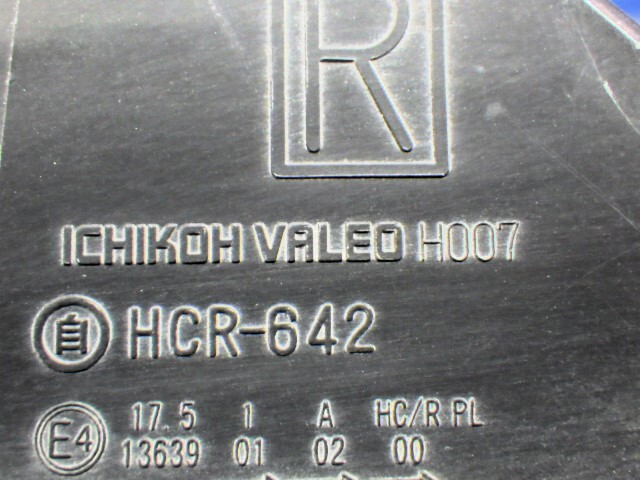 R
ICHIKOH VALEO H007
自 HCR-642
E4 17.5 1 A HC/R PL
13639 01 02 00